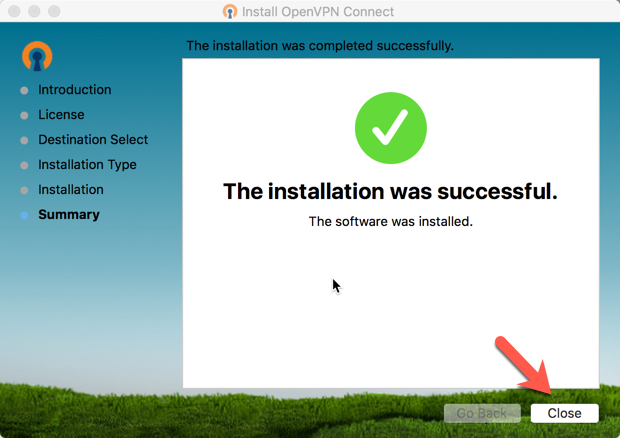 Install OpenVPN Connect
The installation was completed successfully.
Introduction
License
Destination Select
Installation Type
Installation
Summary
The installation was successful.
The software was installed.
Go Back
Close